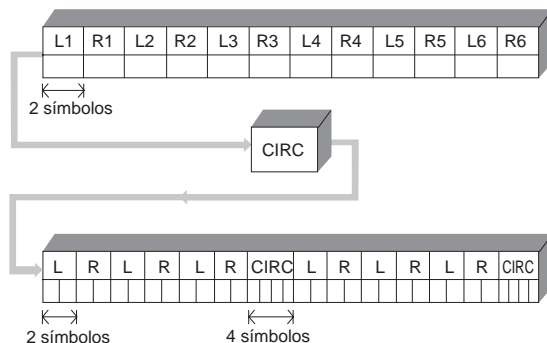 L1 R1 L2 R2 L3 R3 L4 R4 L5 R5 L6 R6
2 símbolos
CIRC
L R L R L R CIRC L R L R L R CIRC
2 símbolos 4 símbolos